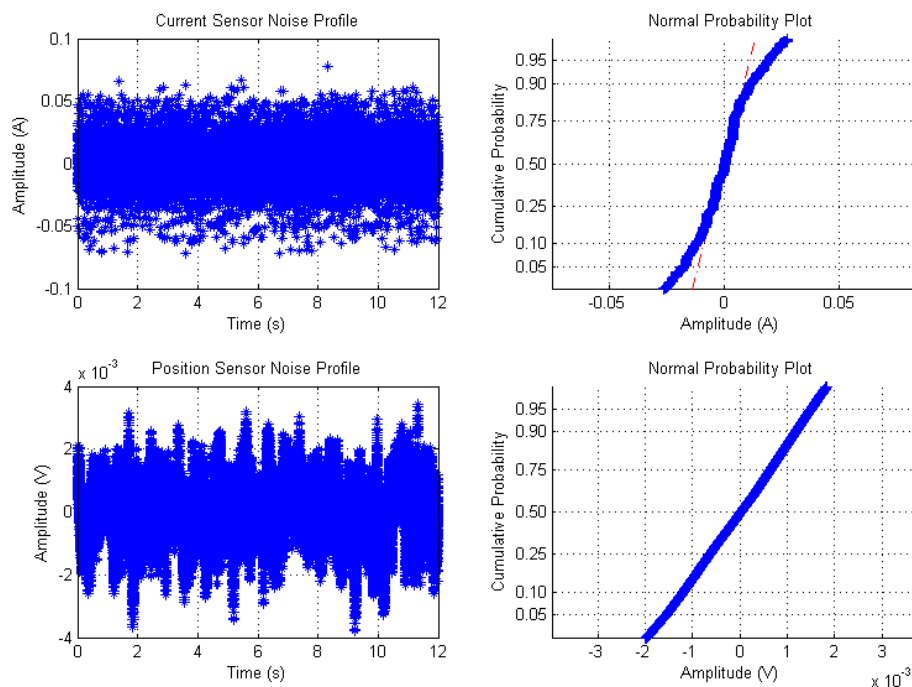 Current Sensor Noise Profile
Amplitude (A)
0.1
0.05
0
-0.05
-0.1
0 2 4 6 8 10 12
Time (s)
Normal Probability Plot
Cumulative Probability
0.95
0.90
0.75
0.50
0.25
0.10
0.05
-0.05 0 0.05
Amplitude (A)
Position Sensor Noise Profile
x 10^-3
Amplitude (V)
4
2
0
-2
-4
0 2 4 6 8 10 12
Time (s)
Normal Probability Plot
Cumulative Probability
0.95
0.90
0.75
0.50
0.25
0.10
0.05
-3 -2 -1 0 1 2 3
Amplitude (V)
x 10^-3